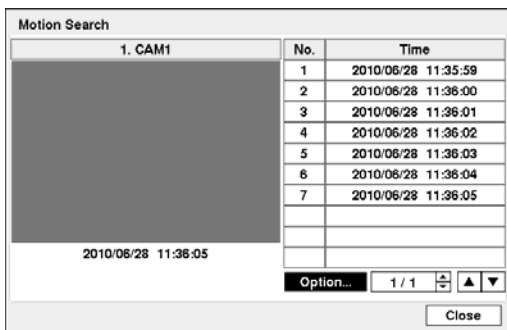 Motion Search
1. CAM1
No. Time
1 2010/06/28 11:35:59
2 2010/06/28 11:36:00
3 2010/06/28 11:36:01
4 2010/06/28 11:36:02
5 2010/06/28 11:36:03
6 2010/06/28 11:36:04
7 2010/06/28 11:36:05
2010/06/28 11:36:05
Option... 1 / 1
Close